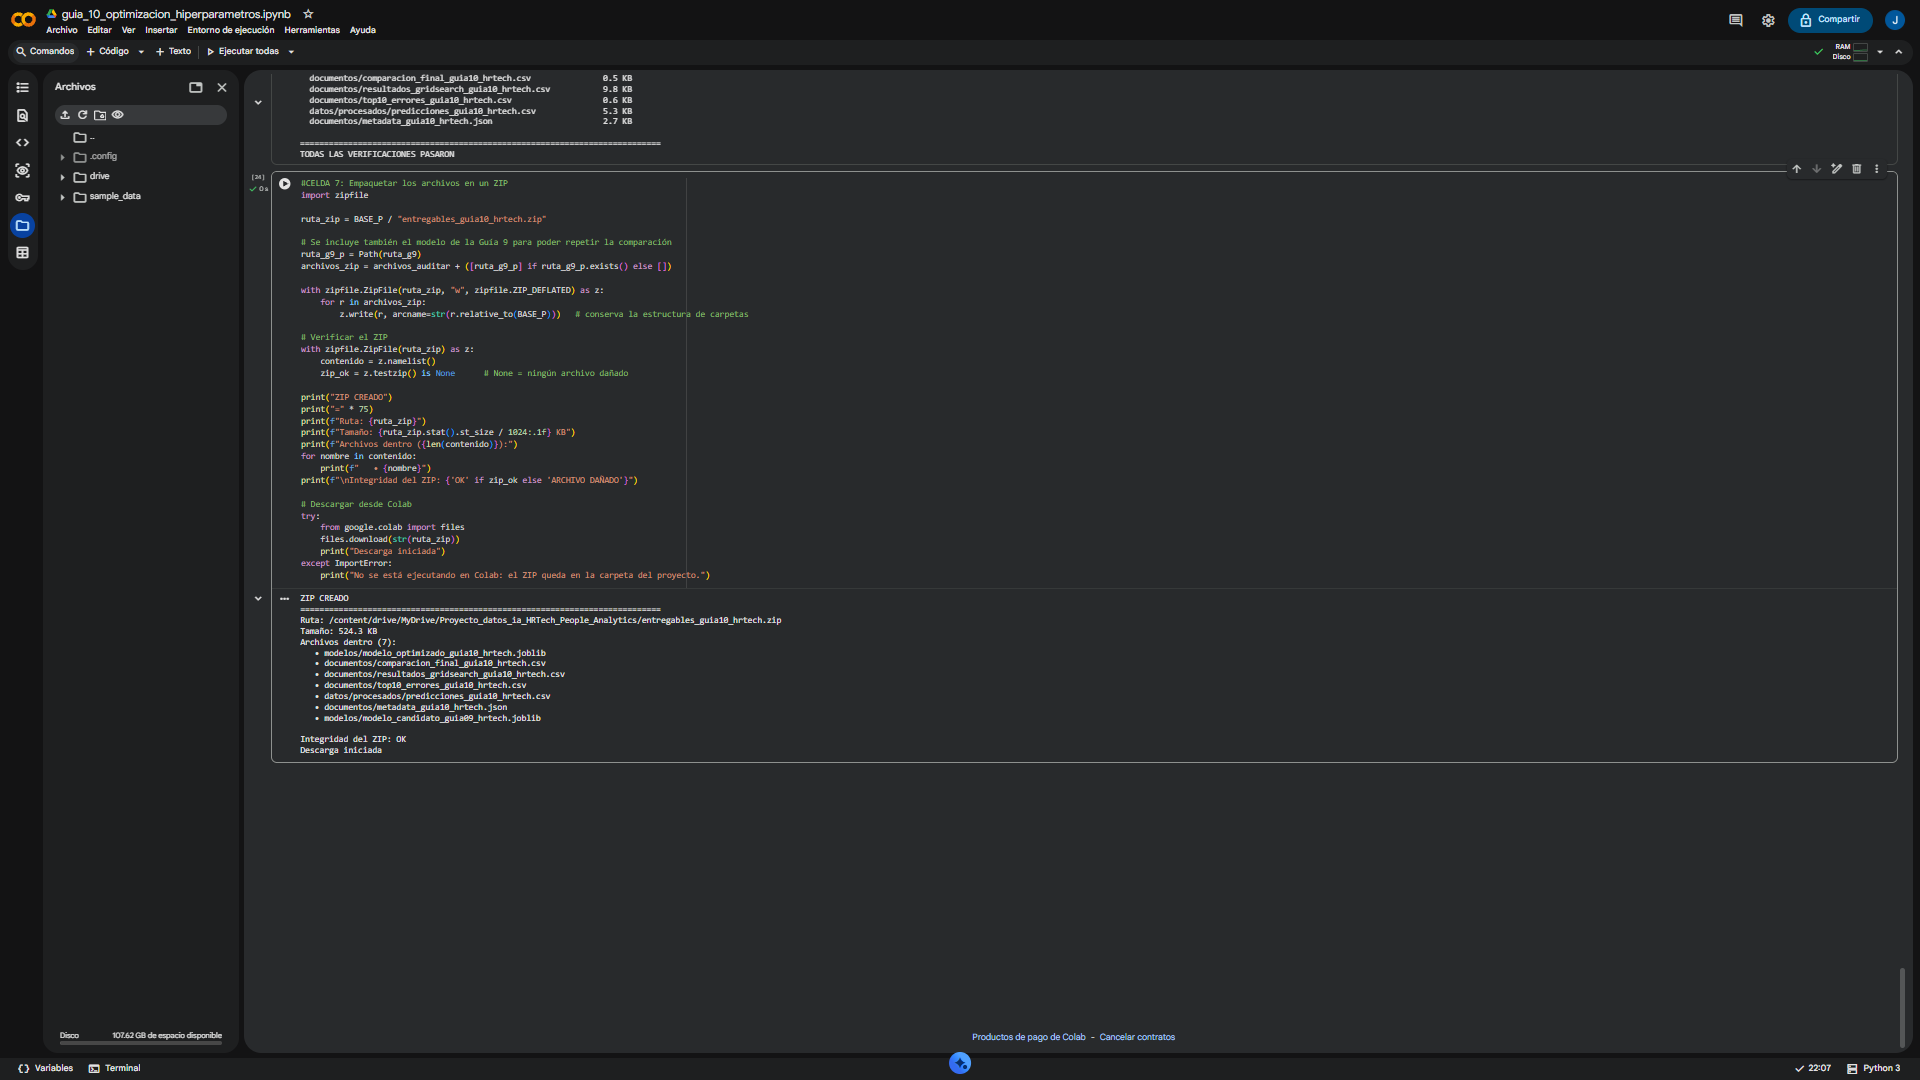 guia_10_optimizacion_hiperparametros.ipynb
Archivo Editar Ver Insertar Entorno de ejecución Herramientas Ayuda
Compartir
J
Comandos + Código + Texto Ejecutar todas
RAM
Disco
Archivos
..
.config
drive
sample_data
Disco 107.62 GB de espacio disponible
documentos/comparacion_final_guia10_hrtech.csv 0.5 KB
documentos/resultados_gridsearch_guia10_hrtech.csv 9.8 KB
documentos/top10_errores_guia10_hrtech.csv 0.6 KB
datos/procesados/predicciones_guia10_hrtech.csv 5.3 KB
documentos/metadata_guia10_hrtech.json 2.7 KB
===========================================================================
TODAS LAS VERIFICACIONES PASARON
[24]
0 s
#CELDA 7: Empaquetar los archivos en un ZIP
import zipfile
ruta_zip = BASE_P / "entregables_guia10_hrtech.zip"
# Se incluye también el modelo de la Guía 9 para poder repetir la comparación
ruta_g9_p = Path(ruta_g9)
archivos_zip = archivos_auditar + ([ruta_g9_p] if ruta_g9_p.exists() else [])
with zipfile.ZipFile(ruta_zip, "w", zipfile.ZIP_DEFLATED) as z:
for r in archivos_zip:
z.write(r, arcname=str(r.relative_to(BASE_P))) # conserva la estructura de carpetas
# Verificar el ZIP
with zipfile.ZipFile(ruta_zip) as z:
contenido = z.namelist()
zip_ok = z.testzip() is None # None = ningún archivo dañado
print("ZIP CREADO")
print("=" * 75)
print(f"Ruta: {ruta_zip}")
print(f"Tamaño: {ruta_zip.stat().st_size / 1024:.1f} KB")
print(f"Archivos dentro ({len(contenido)}):")
for nombre in contenido:
print(f" • {nombre}")
print(f"\nIntegridad del ZIP: {'OK' if zip_ok else 'ARCHIVO DAÑADO'}")
# Descargar desde Colab
try:
from google.colab import files
files.download(str(ruta_zip))
print("Descarga iniciada")
except ImportError:
print("No se está ejecutando en Colab: el ZIP queda en la carpeta del proyecto.")
ZIP CREADO
===========================================================================
Ruta: /content/drive/MyDrive/Proyecto_datos_ia_HRTech_People_Analytics/entregables_guia10_hrtech.zip
Tamaño: 524.3 KB
Archivos dentro (7):
• modelos/modelo_optimizado_guia10_hrtech.joblib
• documentos/comparacion_final_guia10_hrtech.csv
• documentos/resultados_gridsearch_guia10_hrtech.csv
• documentos/top10_errores_guia10_hrtech.csv
• datos/procesados/predicciones_guia10_hrtech.csv
• documentos/metadata_guia10_hrtech.json
• modelos/modelo_candidato_guia09_hrtech.joblib
Integridad del ZIP: OK
Descarga iniciada
Productos de pago de Colab - Cancelar contratos
Variables Terminal
22:07 Python 3